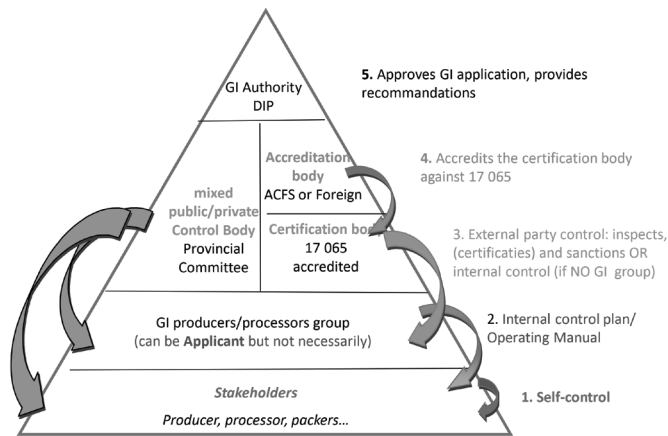 GI Authority
DIP
5. Approves GI application, provides
recommandations
Accreditation
body
ACFS or Foreign
4. Accredits the certification body
against 17 065
mixed
public/private
Control Body
Provincial
Committee
Certification bo
17 065
accredited
3. External party control: inspects,
(certificaties) and sanctions OR
internal control (if NO GI group)
GI producers/processors group
(can be Applicant but not necessarily)
2. Internal control plan/
Operating Manual
Stakeholders
Producer, processor, packers...
1. Self-control